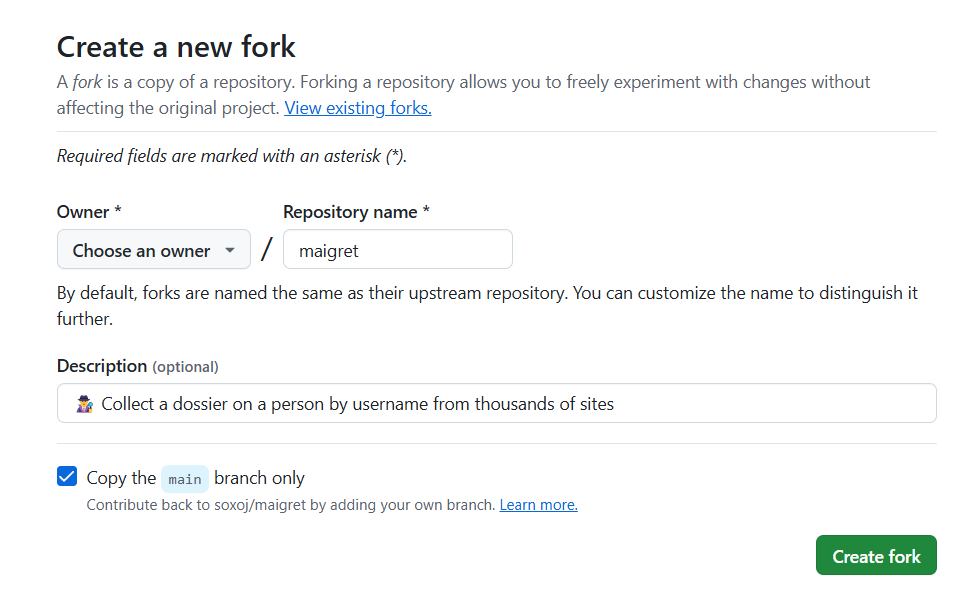 Create a new fork
A fork is a copy of a repository. Forking a repository allows you to freely experiment with changes without
affecting the original project. View existing forks.
Required fields are marked with an asterisk (*).
Owner *
Repository name *
Choose an owner / maigret
By default, forks are named the same as their upstream repository. You can customize the name to distinguish it
further.
Description (optional)
🕵️‍♂️ Collect a dossier on a person by username from thousands of sites
Copy the main branch only
Contribute back to soxoj/maigret by adding your own branch. Learn more.
Create fork